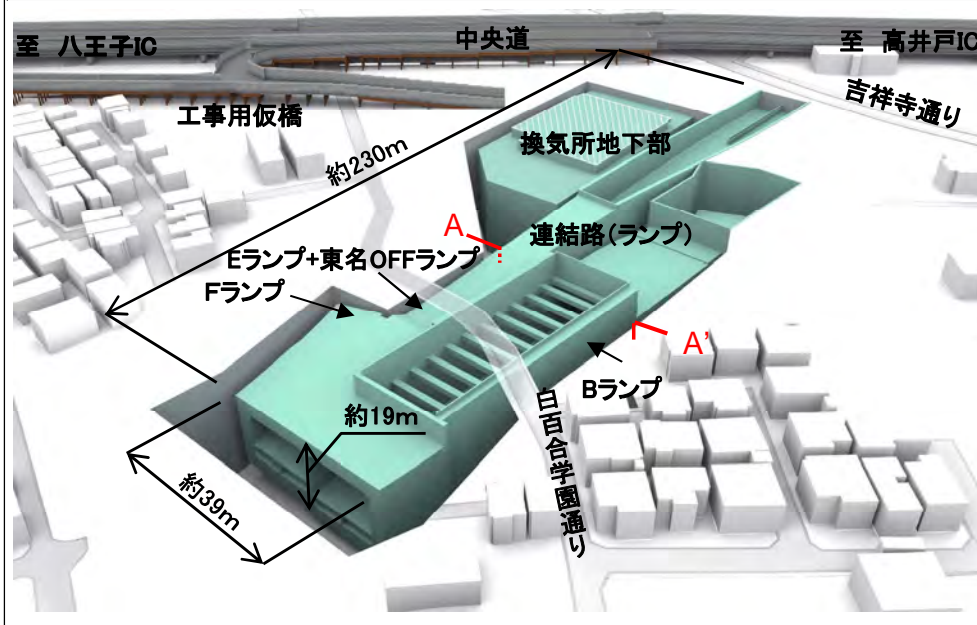 至 八王子IC
中央道
至 高井戸IC
吉祥寺通り
工事用仮橋
換気所地下部
約230m
A
連結路(ランプ)
Eランプ+東名OFFランプ
Fランプ
A'
Bランプ
約19m
白百合学園通り
約39m